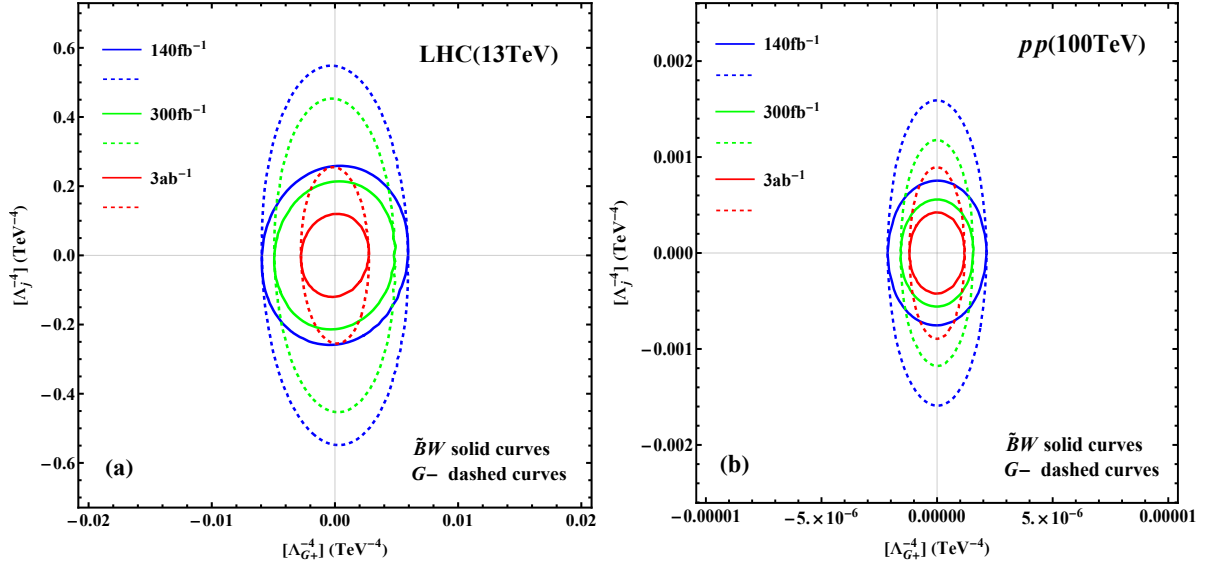 LHC(13TeV)
140fb⁻¹
300fb⁻¹
3ab⁻¹
0.6
0.4
0.2
0.0
−0.2
−0.4
−0.6
[Λ_j⁻⁴] (TeV⁻⁴)
(a)
B̃W solid curves
G− dashed curves
−0.02
−0.01
0.00
0.01
0.02
[Λ_{G+}⁻⁴] (TeV⁻⁴)
pp(100TeV)
140fb⁻¹
300fb⁻¹
3ab⁻¹
0.002
0.001
0.000
−0.001
−0.002
[Λ_j⁻⁴] (TeV⁻⁴)
(b)
B̃W solid curves
G− dashed curves
−0.00001
−5.×10⁻⁶
0.00000
5.×10⁻⁶
0.00001
[Λ_{G+}⁻⁴] (TeV⁻⁴)